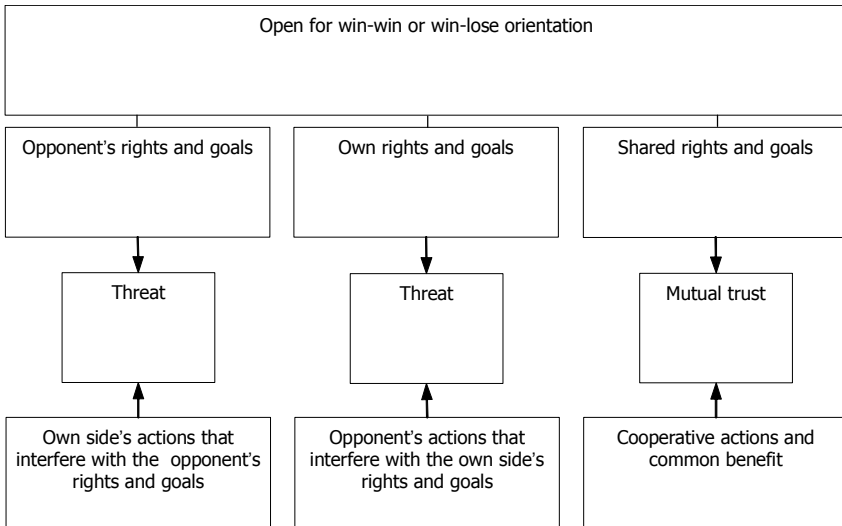 Open for win-win or win-lose orientation
Opponent’s rights and goals
Own rights and goals
Shared rights and goals
Threat
Threat
Mutual trust
Own side’s actions that
interfere with the  opponent’s
rights and goals
Opponent’s actions that
interfere with the own side’s
rights and goals
Cooperative actions and
common benefit